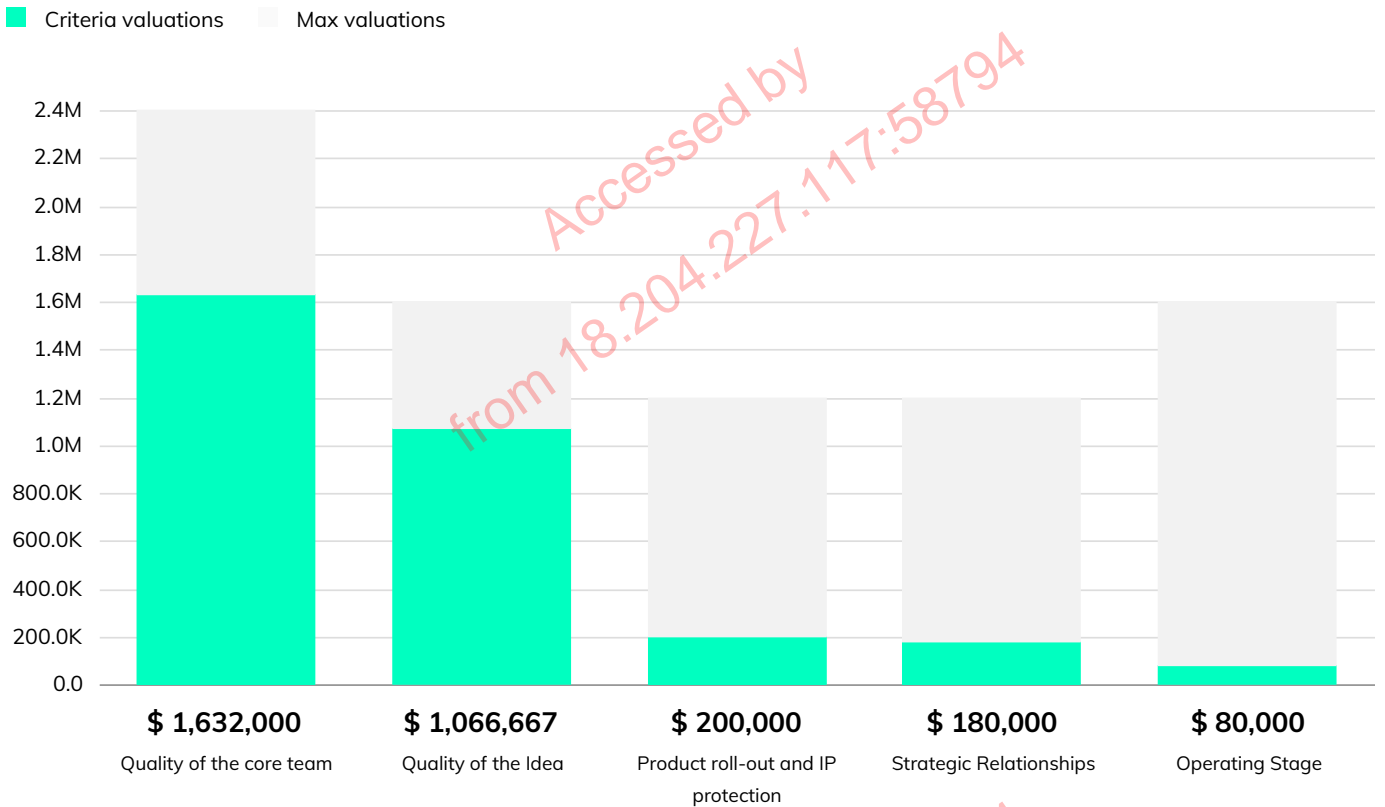 Criteria valuations Max valuations
Accessed by
from 18.204.227.117:58794
2.4M
2.2M
2.0M
1.8M
1.6M
1.4M
1.2M
1.0M
800.0K
600.0K
400.0K
200.0K
0.0
$ 1,632,000 $ 1,066,667 $ 200,000 $ 180,000 $ 80,000
Quality of the core team Quality of the Idea Product roll-out and IP Strategic Relationships Operating Stage
protection